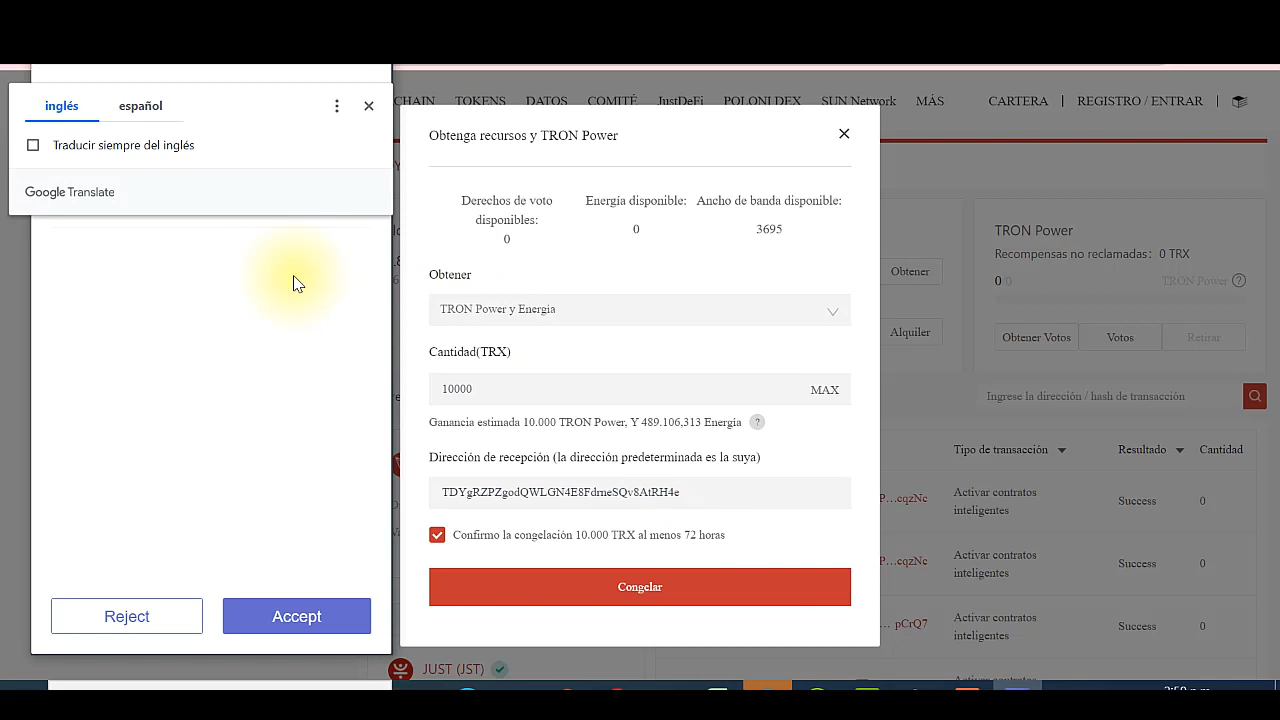 inglés
español
Traducir siempre del inglés
Google Translate
Reject
Accept
CHAIN
TOKENS
DATOS
COMITÉ
JustDeFi
POLONI DEX
SUN Network
MÁS
CARTERA
REGISTRO / ENTRAR
Obtenga recursos y TRON Power
Derechos de voto
disponibles:
0
Energía disponible:
0
Ancho de banda disponible:
3695
Obtener
TRON Power y Energia
Cantidad(TRX)
10000
MAX
Ganancia estimada 10.000 TRON Power, Y 489.106,313 Energía
?
Dirección de recepción (la dirección predeterminada es la suya)
TDYgRZPZgodQWLGN4E8FdrneSQv8AtRH4e
Confirmo la congelación 10.000 TRX al menos 72 horas
Congelar
Obtener
Alquiler
TRON Power
Recompensas no reclamadas: 0 TRX
0/0
TRON Power ?
Obtener Votos
Votos
Retirar
Ingrese la dirección / hash de transacción
Tipo de transacción
Resultado
Cantidad
P…cqzNc
Activar contratos
inteligentes
Success
0
P…cqzNc
Activar contratos
inteligentes
Success
0
… pCrQ7
Activar contratos
inteligentes
Success
0
JUST (JST)